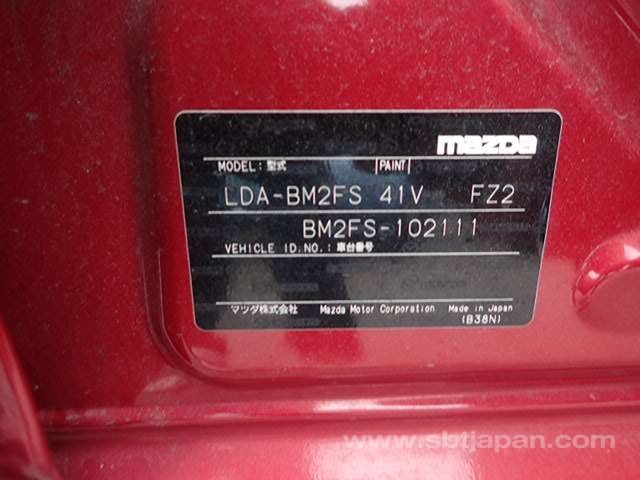 mazda
MODEL: 型式 PAINT
LDA-BM2FS 41V FZ2
BM2FS-102111
VEHICLE ID.NO.: 車台番号
マツダ株式会社 Mazda Motor Corporation Made in Japan
(B38N)
www.sbtjapan.com